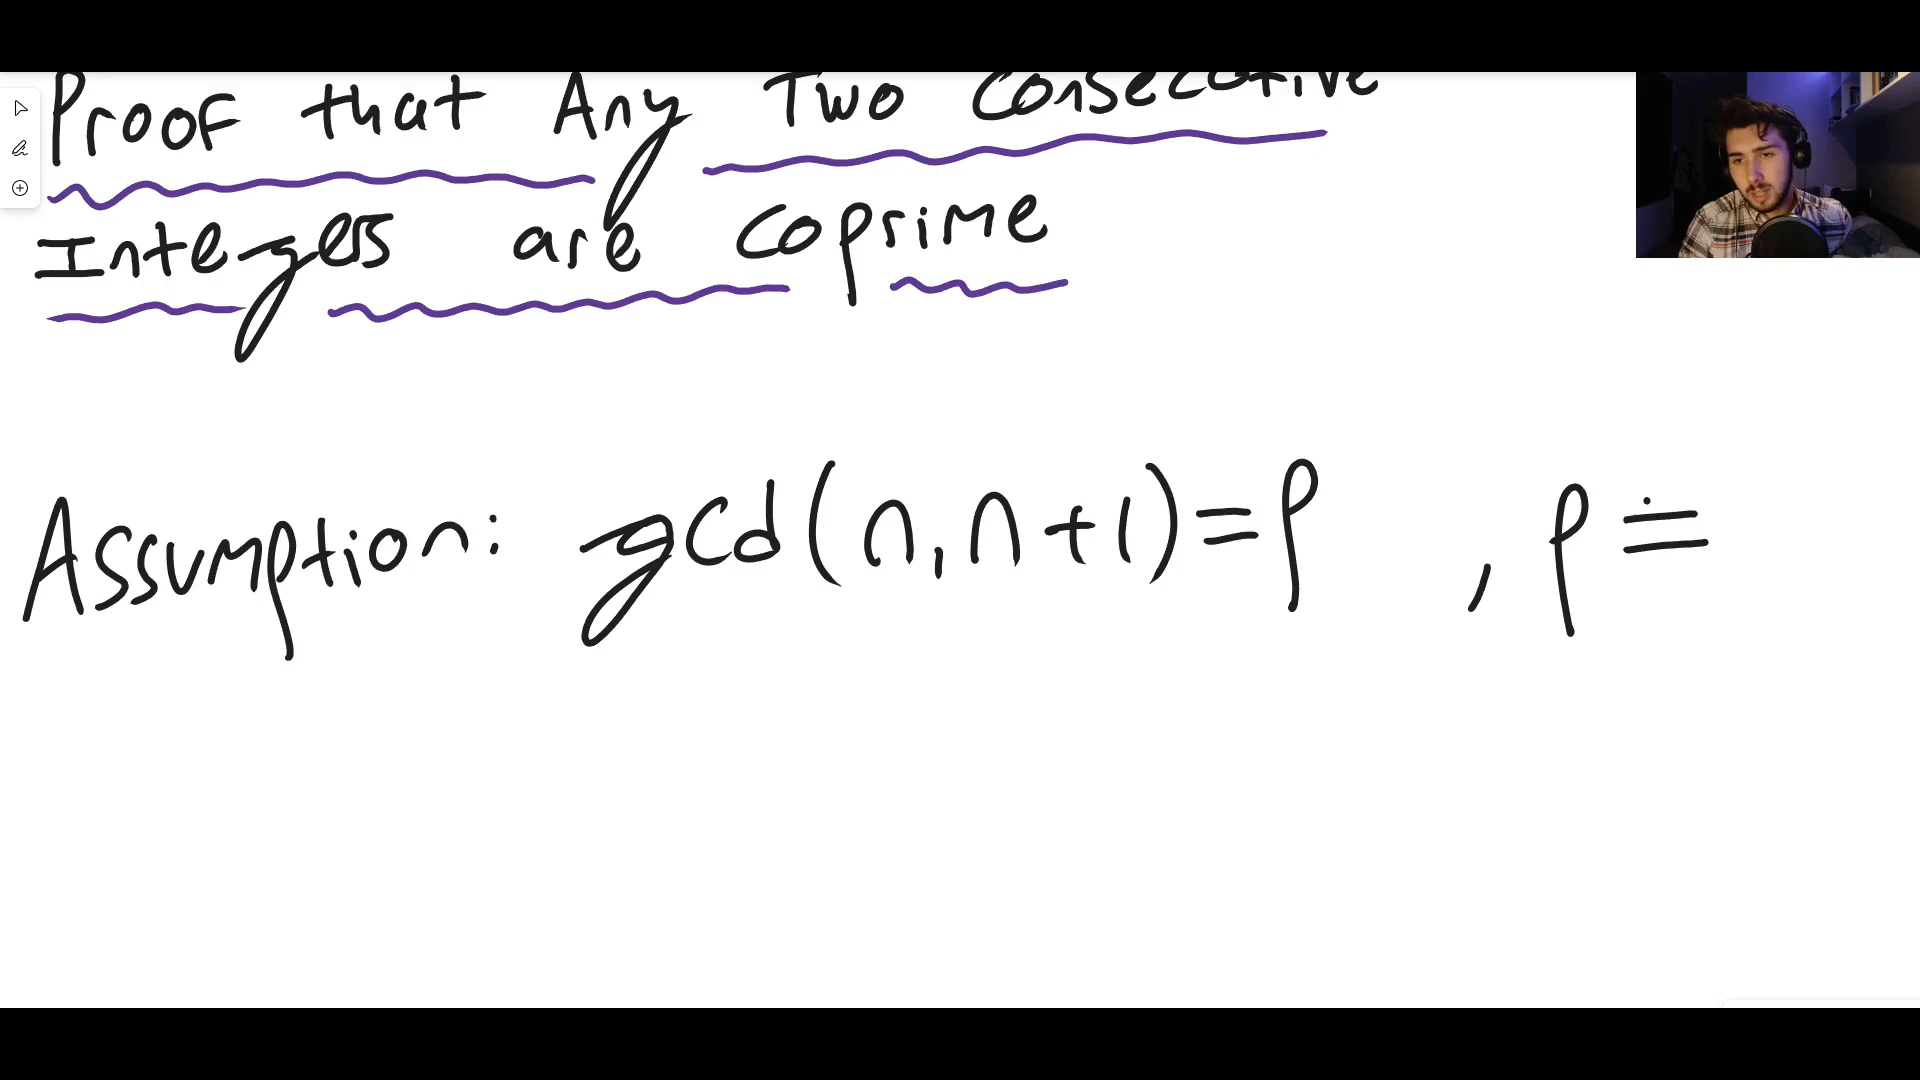 Proof that Any Two Consecutive
Integers are coprime
Assumption: gcd(n,n+1)=p , p =